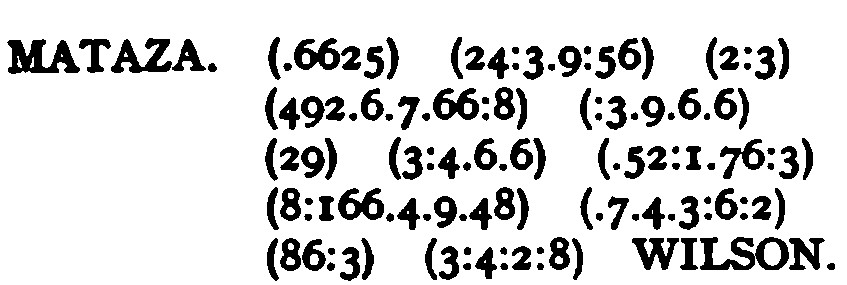 MATAZA. (.6625) (24:3.9:56) (2:3)
(492.6.7.66:8) (:3.9.6.6)
(29) (3:4.6.6) (.52:1.76:3)
(8:166.4.9.48) (.7.4.3:6:2)
(86:3) (3:4:2:8) WILSON.